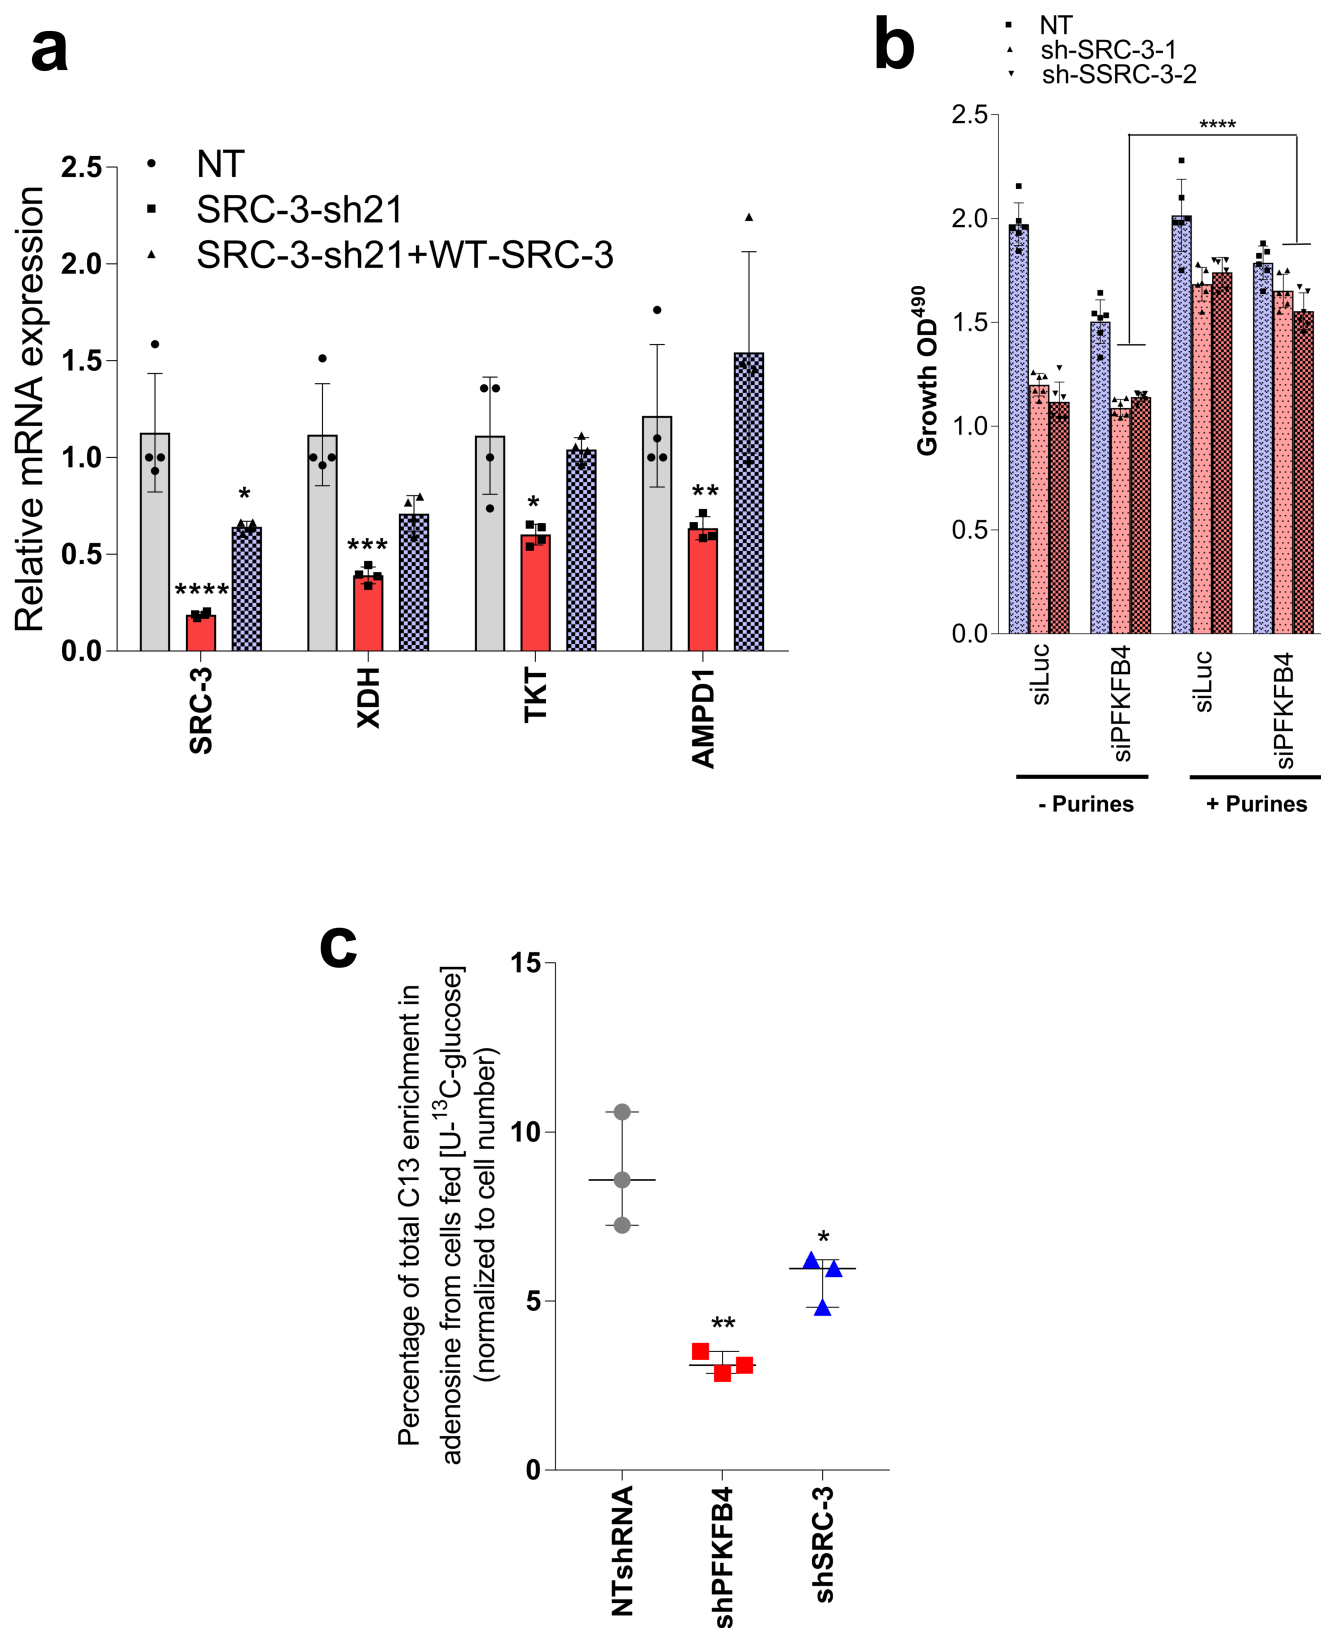 a
NT
SRC-3-sh21
SRC-3-sh21+WT-SRC-3
Relative mRNA expression
2.5
2.0
1.5
1.0
0.5
0.0
****
*
***
*
**
SRC-3
XDH
TKT
AMPD1
b
NT
sh-SRC-3-1
sh-SSRC-3-2
Growth OD490
2.5
2.0
1.5
1.0
0.5
0.0
****
siLuc
siPFKFB4
siLuc
siPFKFB4
- Purines
+ Purines
c
Percentage of total C13 enrichment in
adenosine from cells fed [U-13C-glucose]
(normalized to cell number)
15
10
5
0
**
*
NTshRNA
shPFKFB4
shSRC-3